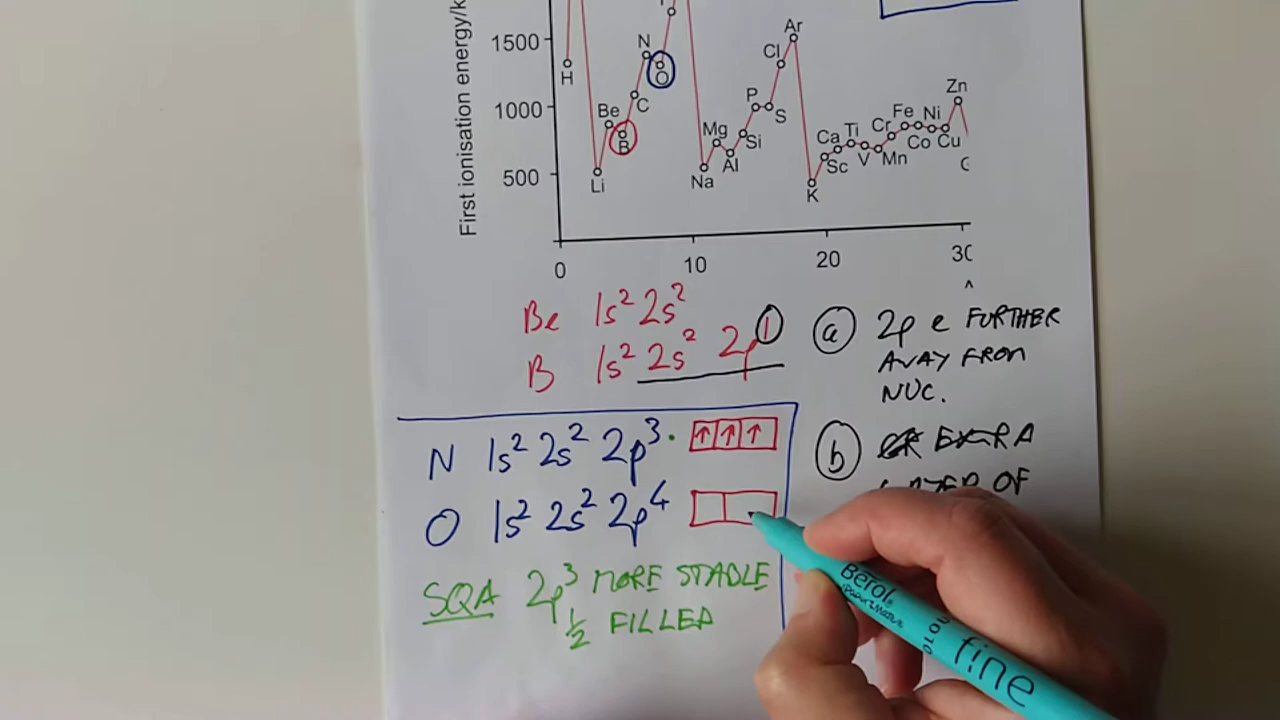 First ionisation energy/k
1500
1000
500
0
10
20
30
H
Li
Be
B
C
N
O
Na
Mg
Al
Si
P
S
Cl
Ar
K
Ca
Sc
Ti
V
Cr
Mn
Fe
Co
Ni
Cu
Zn
Be 1s² 2s²
B 1s² 2s² 2p¹
N 1s² 2s² 2p³ ↑ ↑ ↑
O 1s² 2s² 2p⁴
SQA 2p³ MORE STABLE
½ FILLED
a 2p e FURTHER
AWAY FROM
NUC.
b EXTRA
LAYER OF
Berol
fine